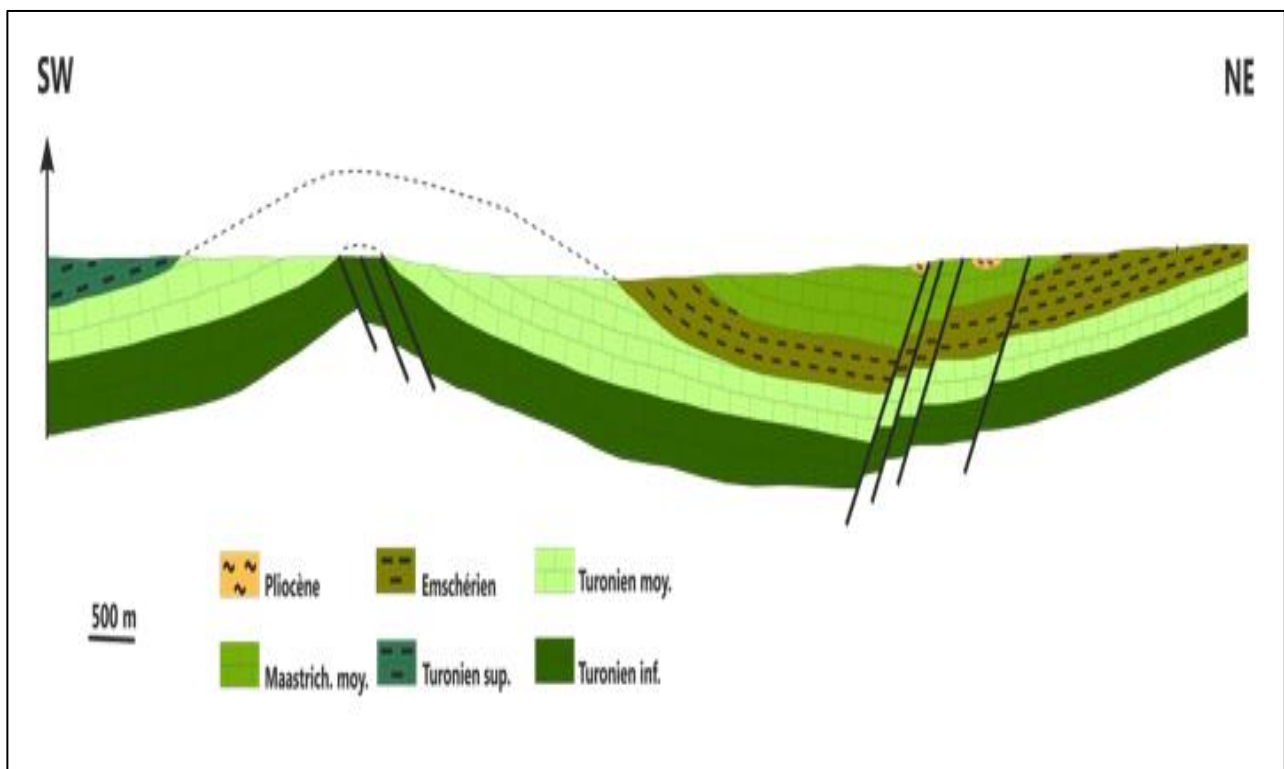 SW
NE
Pliocène
Emschérien
Turonien moy.
500 m
Maastrich. moy.
Turonien sup.
Turonien inf.